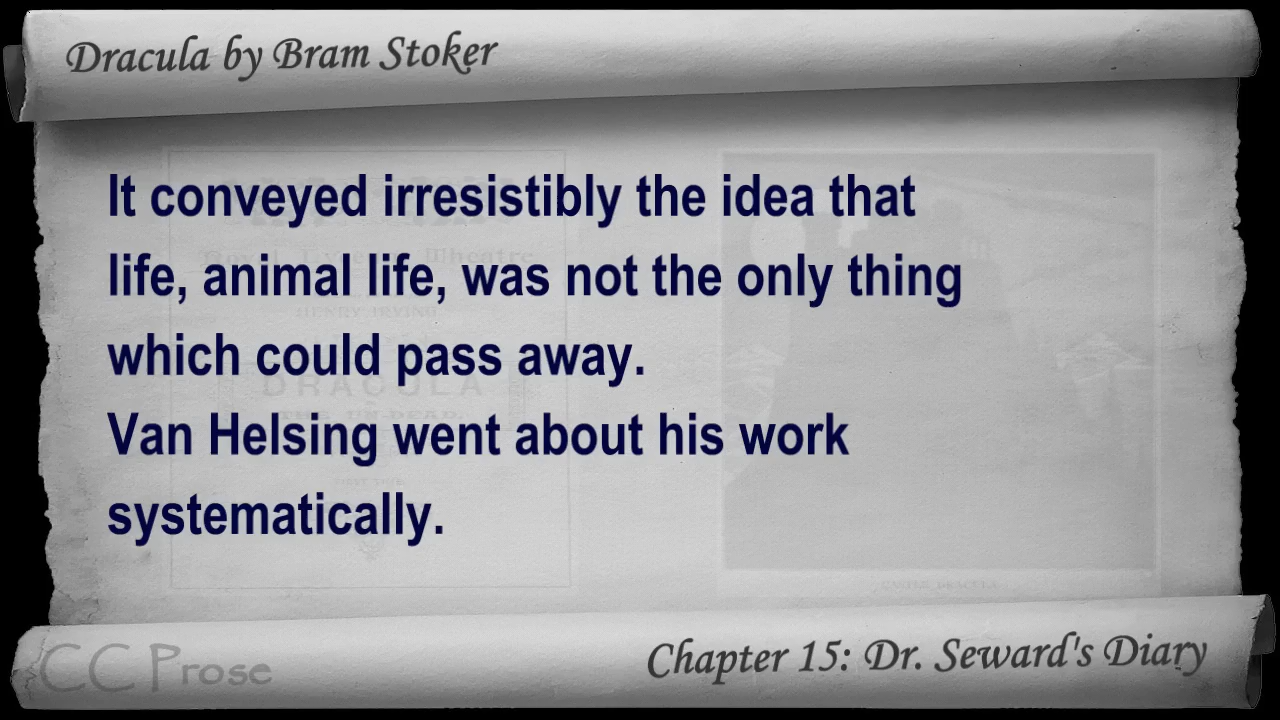 Dracula by Bram Stoker
It conveyed irresistibly the idea that
life, animal life, was not the only thing
which could pass away.
Van Helsing went about his work
systematically.
DRACULA
CC Prose
Chapter 15: Dr. Seward's Diary